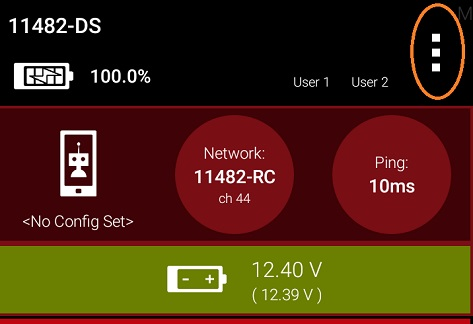 11482-DS
100.0%
User 1 User 2
Network:
11482-RC
ch 44
Ping:
10ms
<No Config Set>
12.40 V
( 12.39 V )